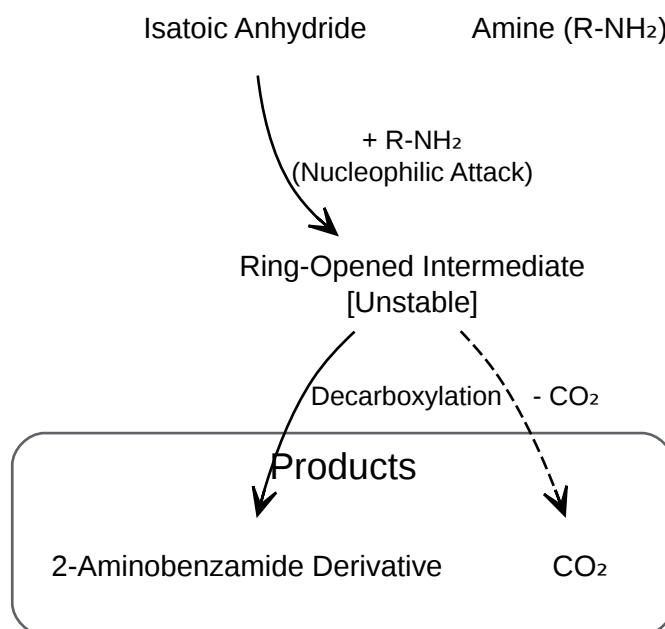 Isatoic Anhydride
Amine (R-NH₂)
+ R-NH₂
(Nucleophilic Attack)
Ring-Opened Intermediate
[Unstable]
Decarboxylation
- CO₂
Products
2-Aminobenzamide Derivative
CO₂